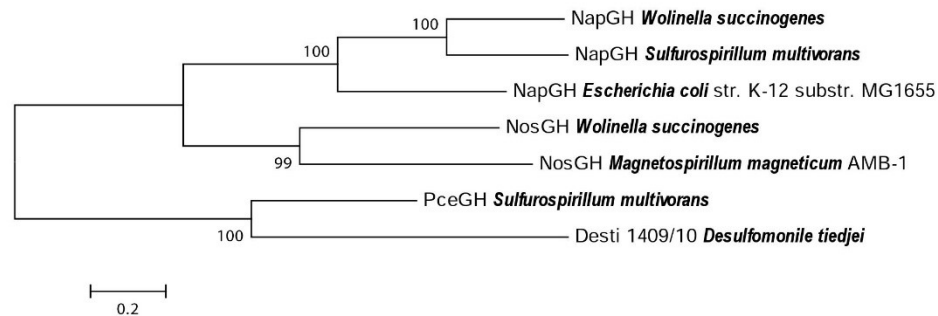 100
NapGH Wolinella succinogenes
100
NapGH Sulfurospirillum multivorans
NapGH Escherichia coli str. K-12 substr. MG1655
NosGH Wolinella succinogenes
99
NosGH Magnetospirillum magneticum AMB-1
PceGH Sulfurospirillum multivorans
100
Desti 1409/10 Desulfomonile tiedjei
0.2